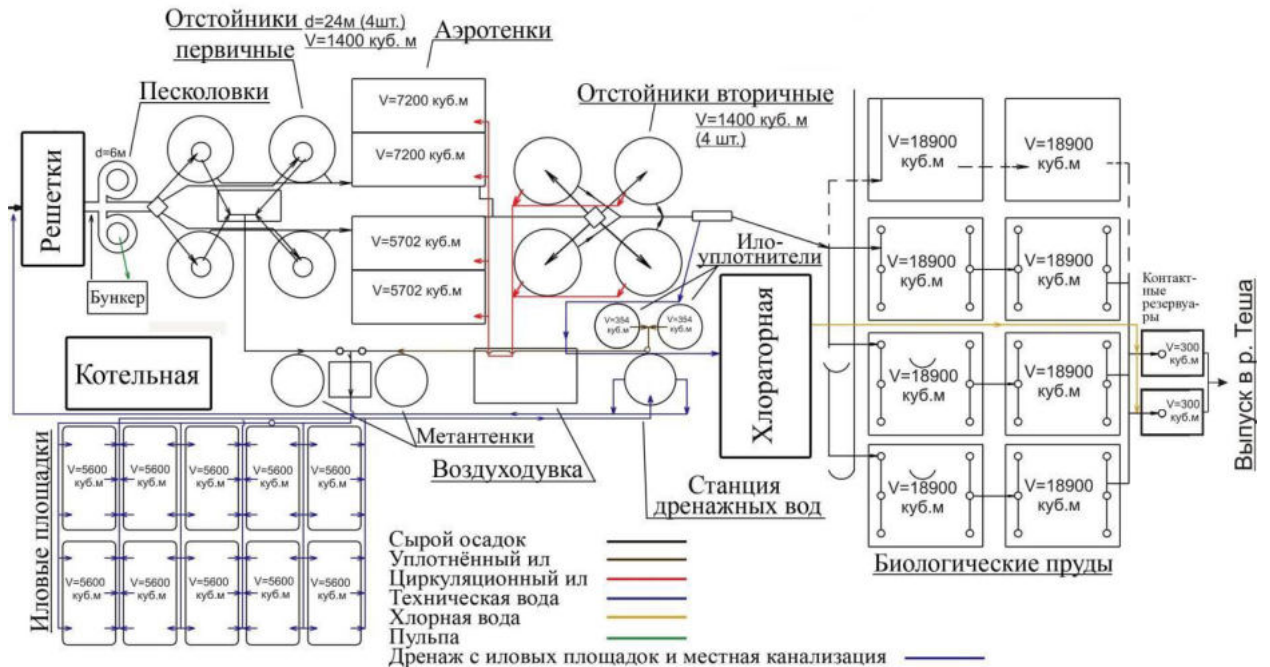 Отстойники d=24м (4шт.)
первичные V=1400 куб. м
Аэротенки
Песколовки
d=6м
Решетки
Бункер
V=7200 куб.м
V=7200 куб.м
V=5702 куб.м
V=5702 куб.м
Отстойники вторичные
V=1400 куб. м
(4 шт.)
Ило-
уплотнители
V=354
куб.м
V=354
куб.м
Хлораторная
Котельная
Метантенки
Воздуходувка
Станция
дренажных вод
V=18900
куб.м
V=18900
куб.м
V=18900
куб.м
V=18900
куб.м
V=18900
куб.м
V=18900
куб.м
V=18900
куб.м
V=18900
куб.м
Биологические пруды
Контакт-
ные
резервуа-
ры
V=300
куб.м
V=300
куб.м
Выпуск в р. Теша
Иловые площадки
V=5600
куб.м
V=5600
куб.м
V=5600
куб.м
V=5600
куб.м
V=5600
куб.м
V=5600
куб.м
V=5600
куб.м
V=5600
куб.м
V=5600
куб.м
V=5600
куб.м
Сырой осадок
Уплотнённый ил
Циркуляционный ил
Техническая вода
Хлорная вода
Пульпа
Дренаж с иловых площадок и местная канализация